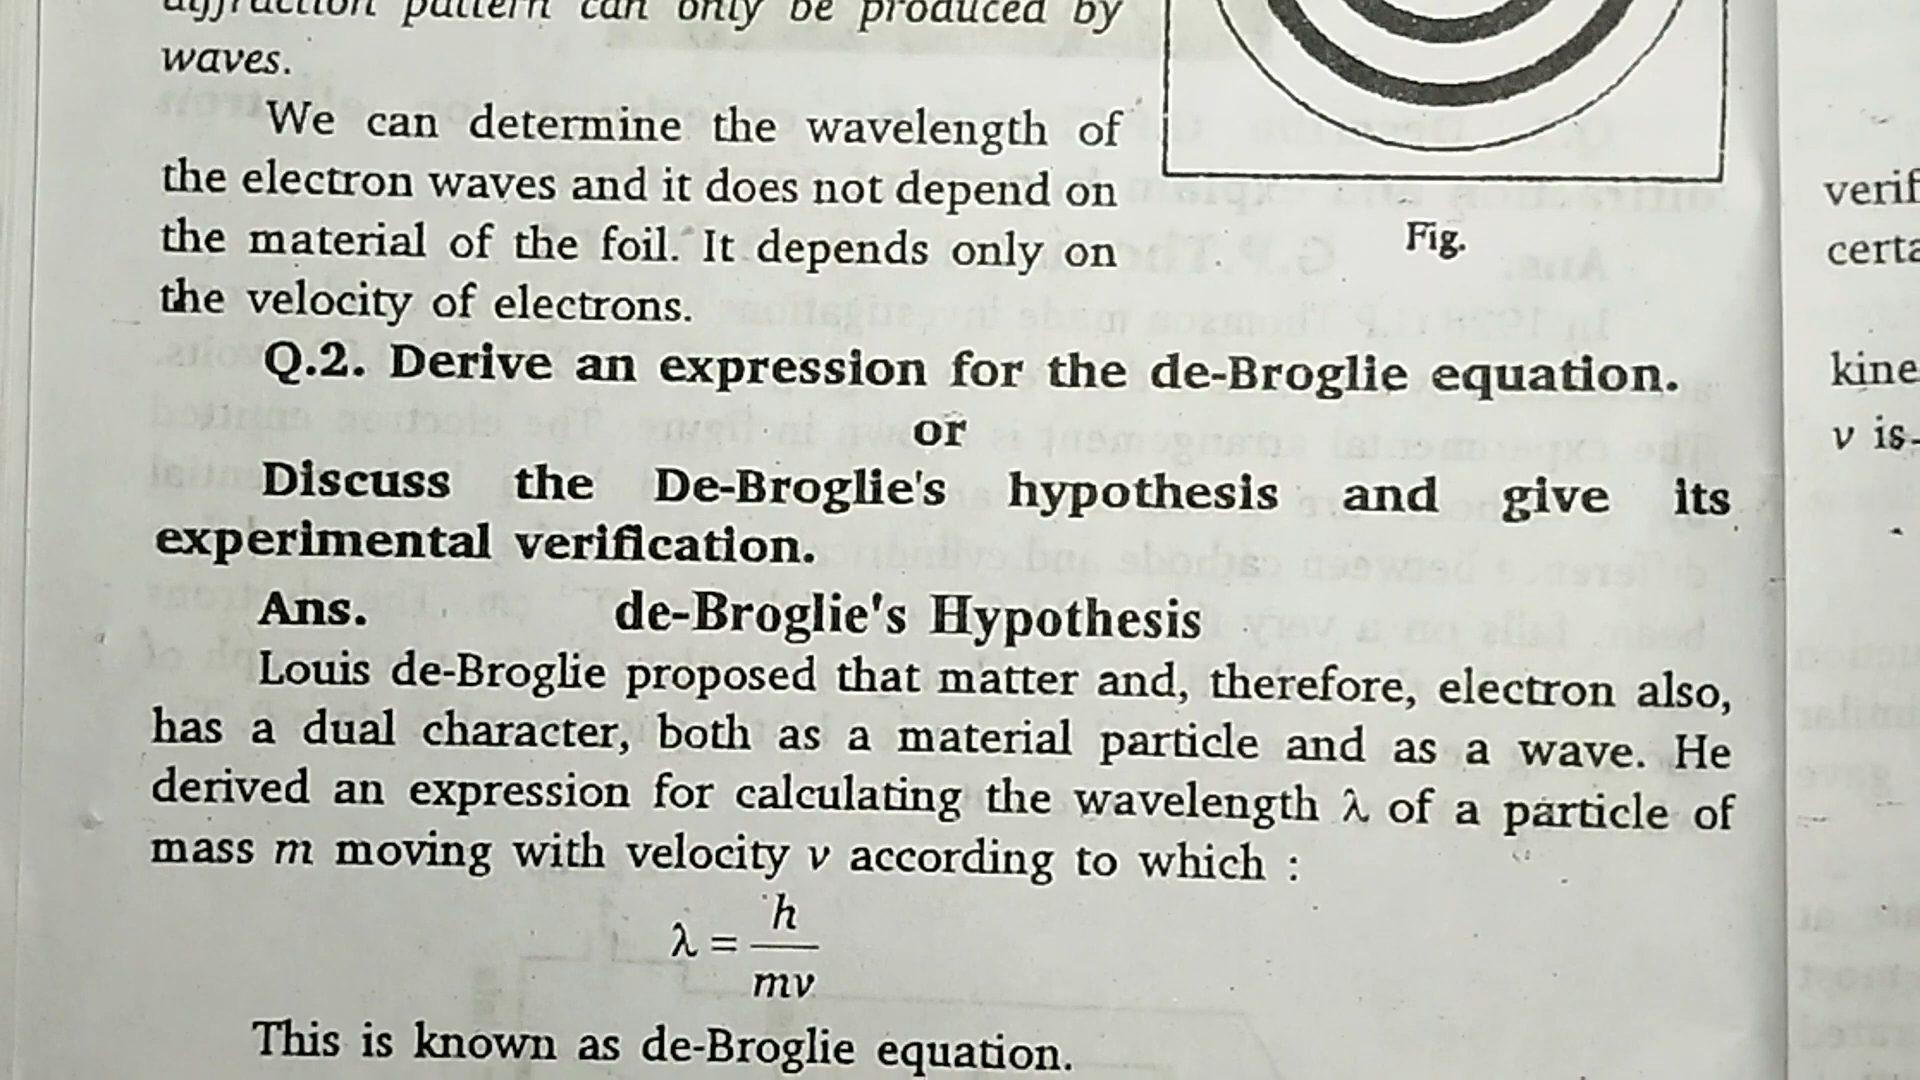 diffraction pattern can only be produced by
waves.
We can determine the wavelength of
the electron waves and it does not depend on
the material of the foil. It depends only on
the velocity of electrons.
Fig.
Q.2. Derive an expression for the de-Broglie equation.
or
Discuss the De-Broglie's hypothesis and give its
experimental verification.
Ans. de-Broglie's Hypothesis
Louis de-Broglie proposed that matter and, therefore, electron also,
has a dual character, both as a material particle and as a wave. He
derived an expression for calculating the wavelength λ of a particle of
mass m moving with velocity v according to which :
λ = h / mv
This is known as de-Broglie equation.
verif
certa
kine
v is